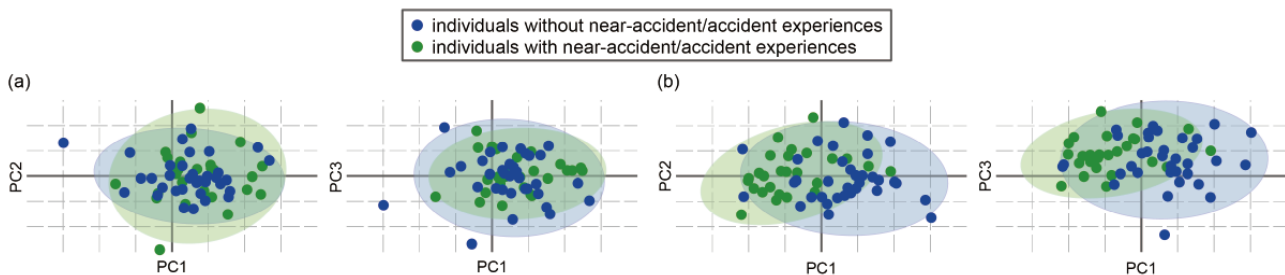 individuals without near-accident/accident experiences
individuals with near-accident/accident experiences
(a)
(b)
PC2
PC1
PC3
PC1
PC2
PC1
PC3
PC1